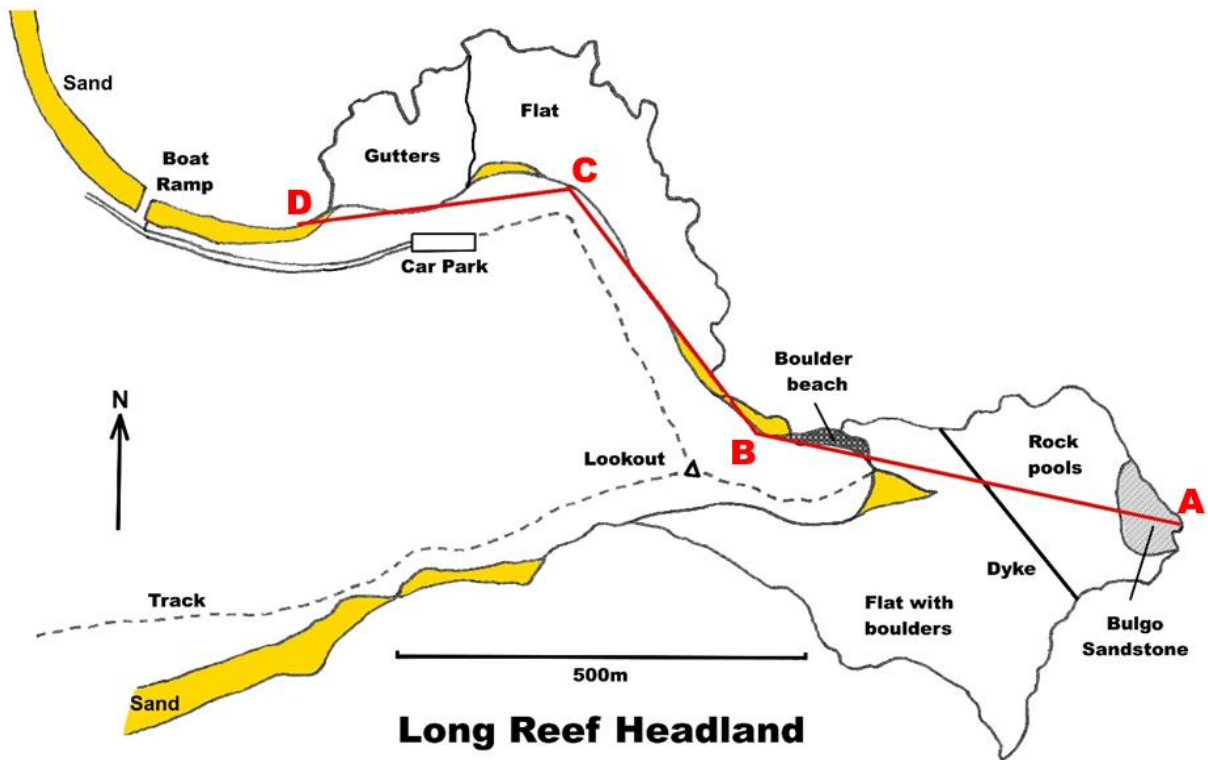 Sand
Boat
Ramp
D
Gutters
Flat
C
Car Park
N
Boulder
beach
Lookout
B
Rock
pools
A
Dyke
Track
Flat with
boulders
Bulgo
Sandstone
500m
Sand
Long Reef Headland